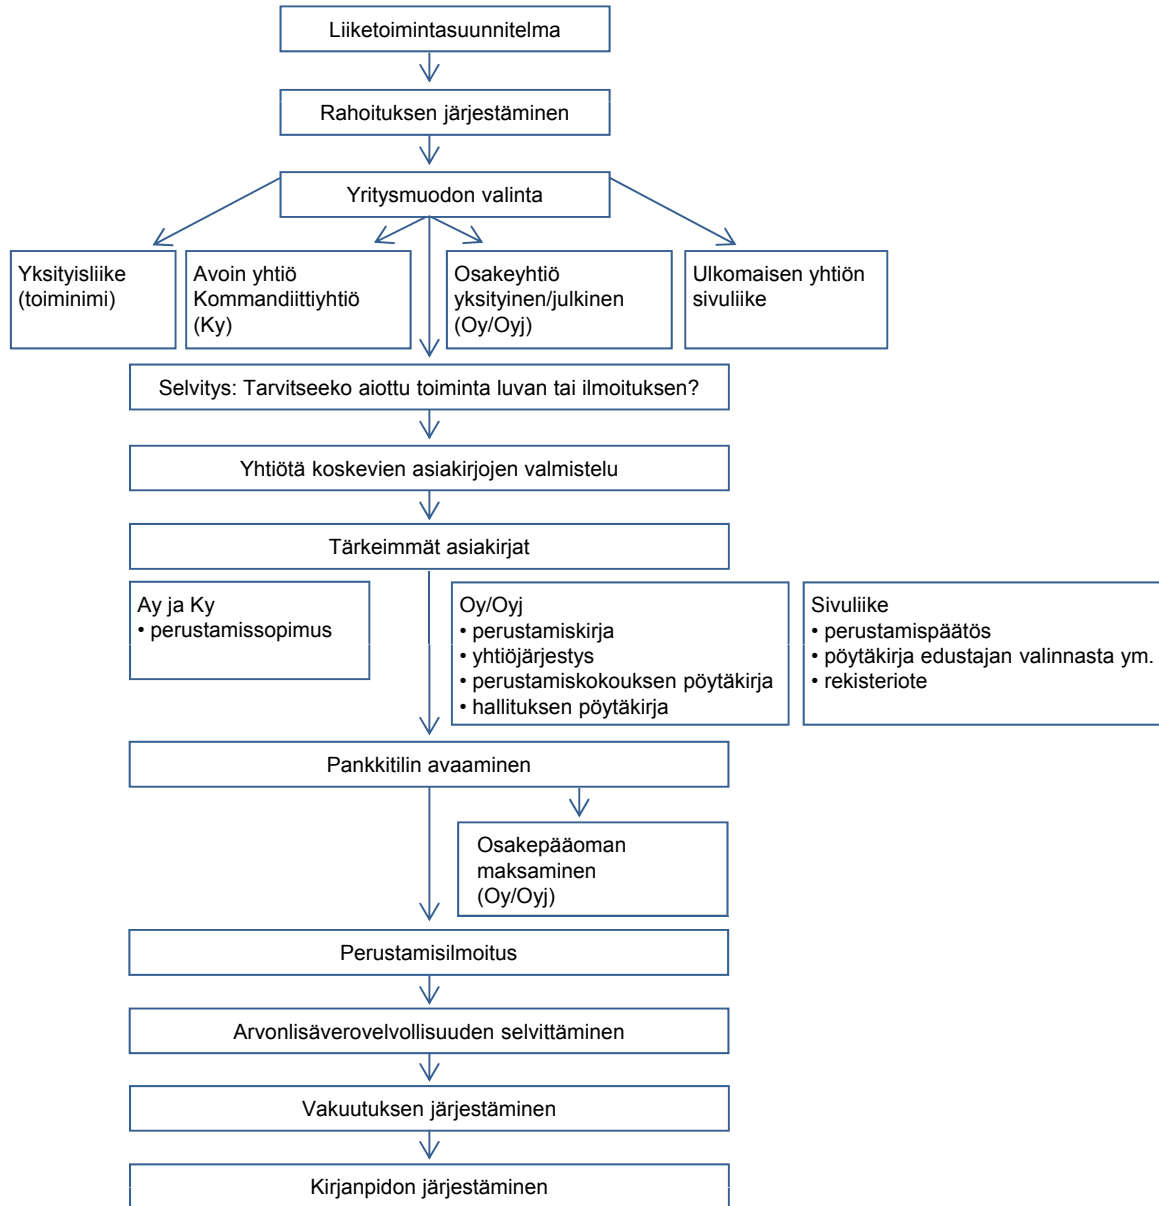 Liiketoimintasuunnitelma
Rahoituksen järjestäminen
Yritysmuodon valinta
Yksityisliike
(toiminimi)
Avoin yhtiö
Kommandiittiyhtiö
(Ky)
Osakeyhtiö
yksityinen/julkinen
(Oy/Oyj)
Ulkomaisen yhtiön
sivuliike
Selvitys: Tarvitseeko aiottu toiminta luvan tai ilmoituksen?
Yhtiötä koskevien asiakirjojen valmistelu
Tärkeimmät asiakirjat
Ay ja Ky
• perustamissopimus
Oy/Oyj
• perustamiskirja
• yhtiöjärjestys
• perustamiskokouksen pöytäkirja
• hallituksen pöytäkirja
Sivuliike
• perustamispäätös
• pöytäkirja edustajan valinnasta ym.
• rekisteriote
Pankkitilin avaaminen
Osakepääoman
maksaminen
(Oy/Oyj)
Perustamisilmoitus
Arvonlisäverovelvollisuuden selvittäminen
Vakuutuksen järjestäminen
Kirjanpidon järjestäminen